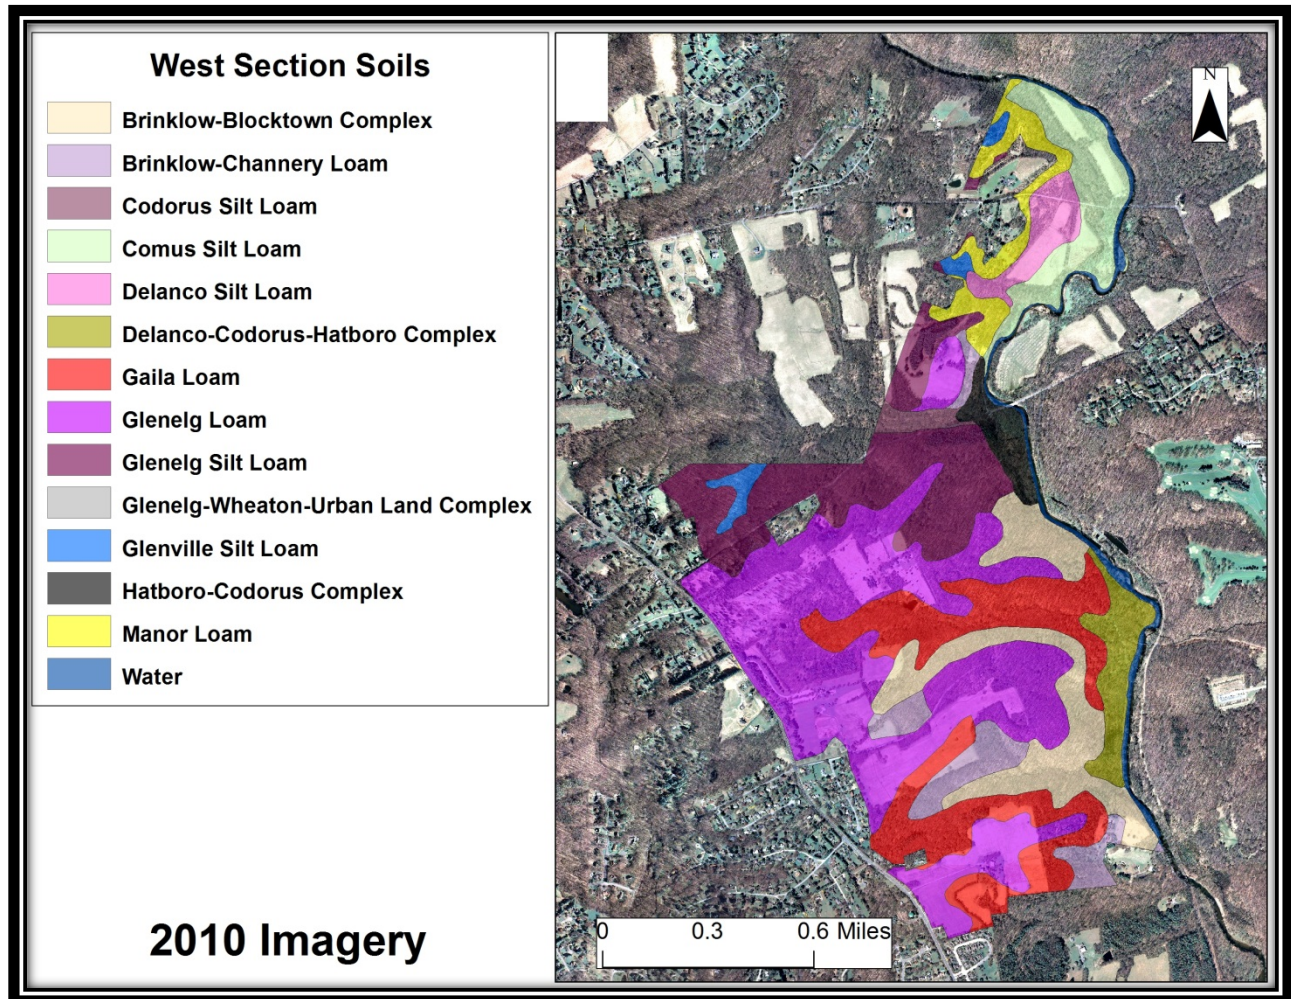 West Section Soils
Brinklow-Blocktown Complex
Brinklow-Channery Loam
Codorus Silt Loam
Comus Silt Loam
Delanco Silt Loam
Delanco-Codorus-Hatboro Complex
Gaila Loam
Glenelg Loam
Glenelg Silt Loam
Glenelg-Wheaton-Urban Land Complex
Glenville Silt Loam
Hatboro-Codorus Complex
Manor Loam
Water
2010 Imagery
N
0 0.3 0.6 Miles